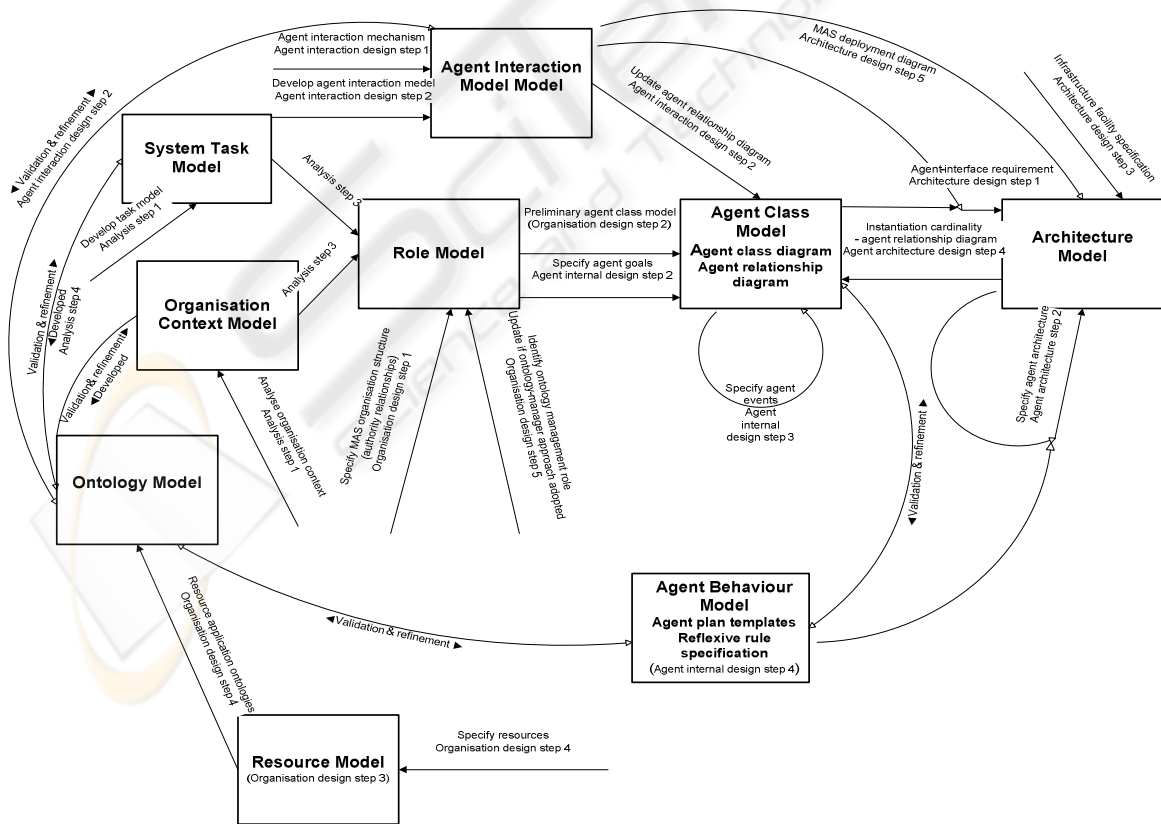 Agent interaction mechanism
Agent interaction design step 1
Develop agent interaction medel
Agent interaction design step 2
Agent Interaction
Model Model
MAS deployment diagram
Architecture design step 5
Infrastructure facility specification
Architecture design step 3
Update agent relationship diagram
Agent interaction design step 2
◄Validation & refinement►
Agent interaction design step 2
System Task
Model
Analysis step 3
Develop task model
Analysis step 1
Agent-interface requirement
Architecture design step 1
Preliminary agent class model
(Organisation design step 2)
Specify agent goals
Agent internal design step 2
Role Model
Agent Class
Model
Agent class diagram
Agent relationship
diagram
Instantiation cardinality
- agent relationship diagram
Agent architecture design step 4
Architecture
Model
Analysis step 3
Organisation
Context Model
Validation & refinement►
◄Developed
Analysis step 4
Validation& refinement►
◄Developed
Analyse organisation context
Analysis step 1
Specify MAS organisation structure
(authority relationships)
Organisation design step 1
Identify ontology management role
Update if ontology-manager approach adopted
Organisation design step 5
Specify agent
events
Agent
internal
design step 3
Specify agent architecture
Agent architecture step 2
◄Validation & refinement►
Ontology Model
Resource application ontologies
Organisation design step 4
◄Validation & refinement►
Agent Behaviour
Model
Agent plan templates
Reflexive rule
specification
(Agent internal design step 4)
Resource Model
(Organisation design step 3)
Specify resources
Organisation design step 4
SciTe
Science and Technol